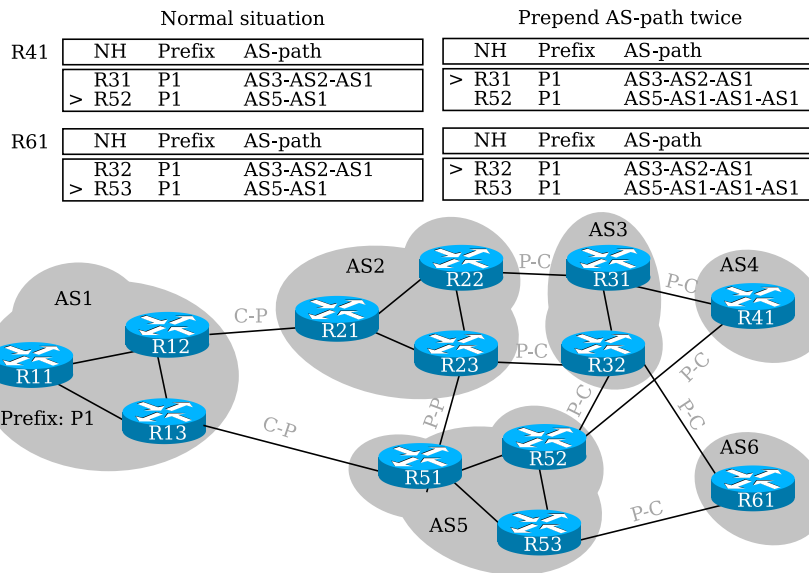 Normal situation
Prepend AS-path twice
R41
NH Prefix AS-path
R31 P1 AS3-AS2-AS1
> R52 P1 AS5-AS1
NH Prefix AS-path
> R31 P1 AS3-AS2-AS1
R52 P1 AS5-AS1-AS1-AS1
R61
NH Prefix AS-path
R32 P1 AS3-AS2-AS1
> R53 P1 AS5-AS1
NH Prefix AS-path
> R32 P1 AS3-AS2-AS1
R53 P1 AS5-AS1-AS1-AS1
AS1
R11
R12
R13
Prefix: P1
C-P
C-P
AS2
R21
R22
R23
P-C
P-C
P-P
AS3
R31
R32
P-C
P-C
P-C
P-C
AS4
R41
AS5
R51
R52
R53
P-C
AS6
R61